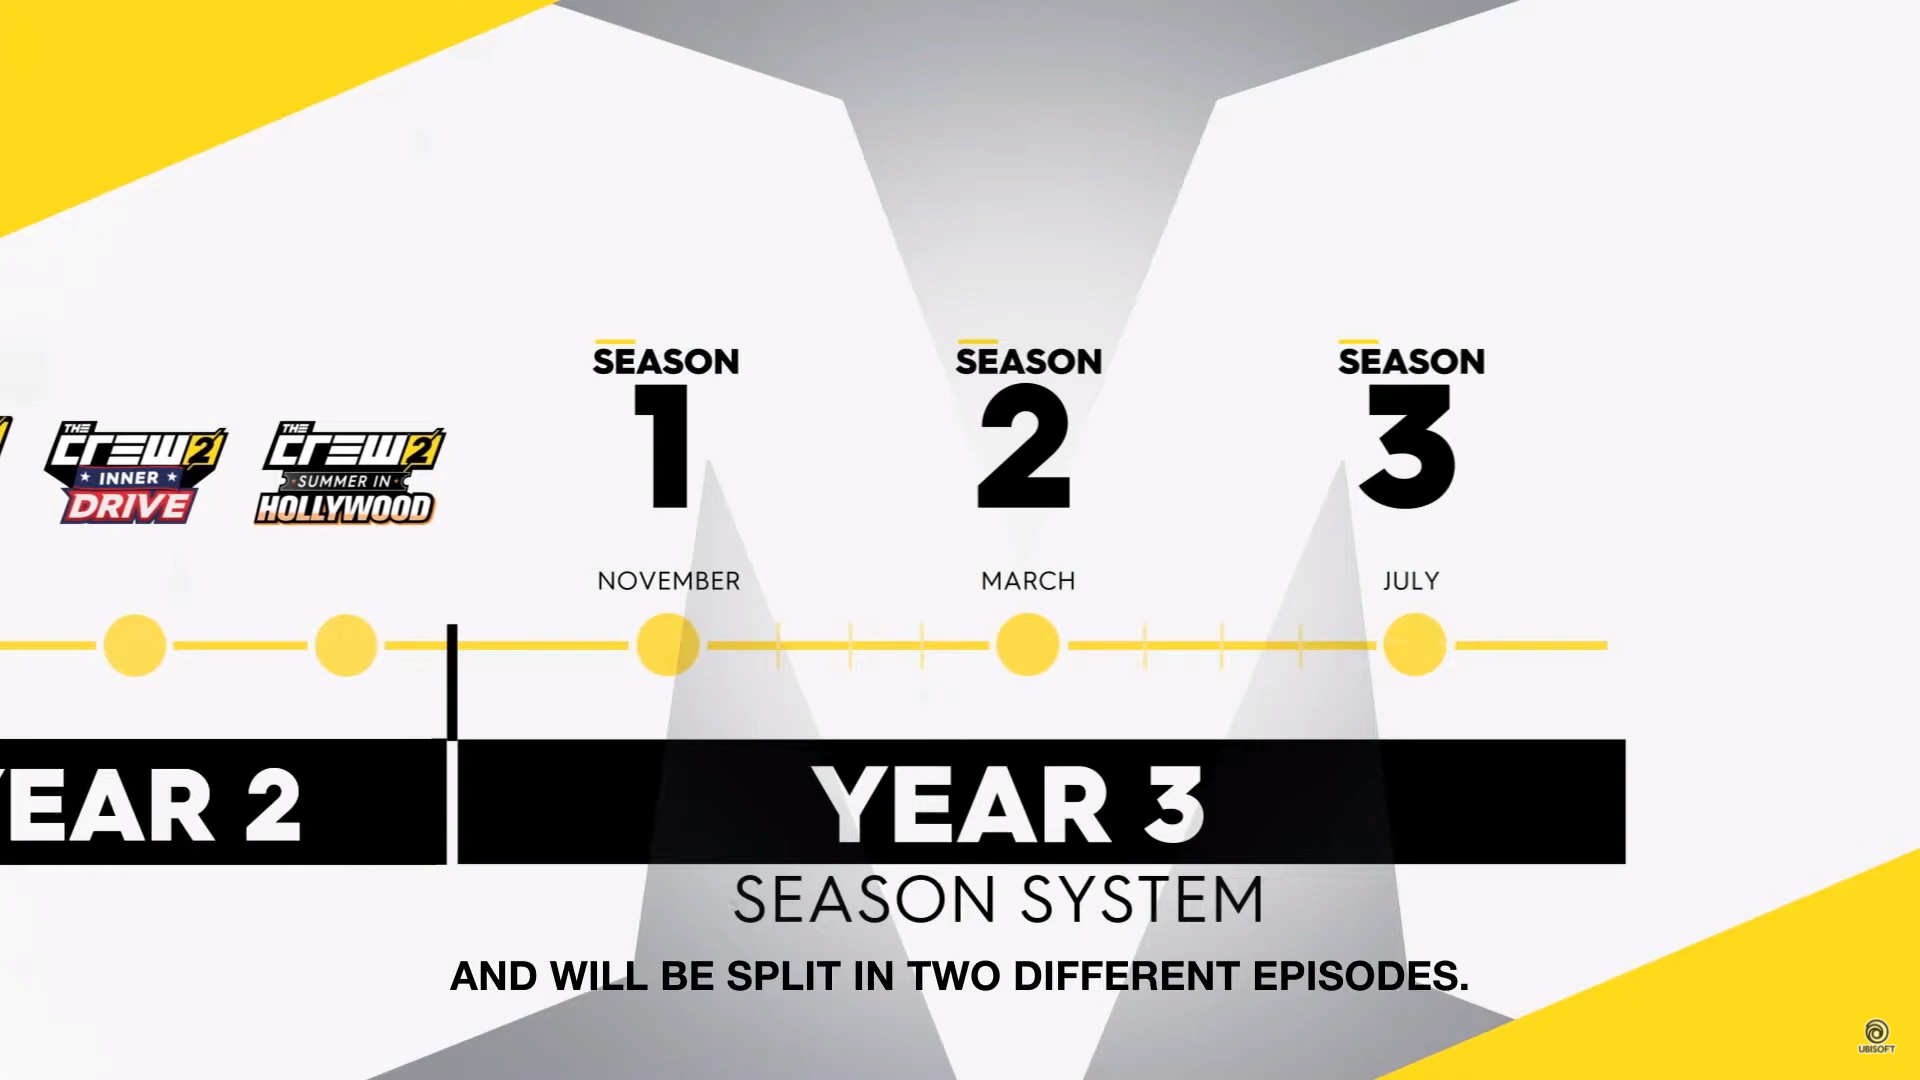 SEASON
1
SEASON
2
SEASON
3
THE
CREW 2
INNER
DRIVE
THE
CREW 2
SUMMER IN
HOLLYWOOD
NOVEMBER
MARCH
JULY
YEAR 2
YEAR 3
SEASON SYSTEM
AND WILL BE SPLIT IN TWO DIFFERENT EPISODES.
UBISOFT